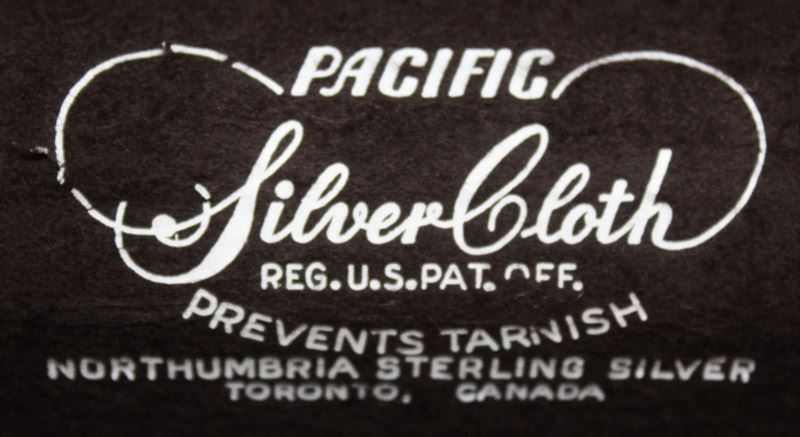 PACIFIC
Silver Cloth
REG. U.S. PAT. OFF.
PREVENTS TARNISH
NORTHUMBRIA STERLING SILVER
TORONTO, CANADA